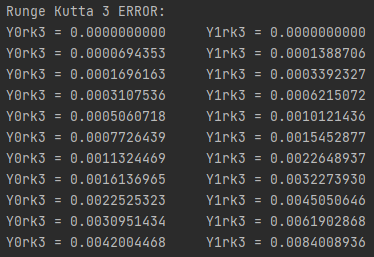 Runge Kutta 3 ERROR:
Y0rk3 = 0.0000000000 Y1rk3 = 0.0000000000
Y0rk3 = 0.0000694353 Y1rk3 = 0.0001388706
Y0rk3 = 0.0001696163 Y1rk3 = 0.0003392327
Y0rk3 = 0.0003107536 Y1rk3 = 0.0006215072
Y0rk3 = 0.0005060718 Y1rk3 = 0.0010121436
Y0rk3 = 0.0007726439 Y1rk3 = 0.0015452877
Y0rk3 = 0.0011324469 Y1rk3 = 0.0022648937
Y0rk3 = 0.0016136965 Y1rk3 = 0.0032273930
Y0rk3 = 0.0022525323 Y1rk3 = 0.0045050646
Y0rk3 = 0.0030951434 Y1rk3 = 0.0061902868
Y0rk3 = 0.0042004468 Y1rk3 = 0.0084008936